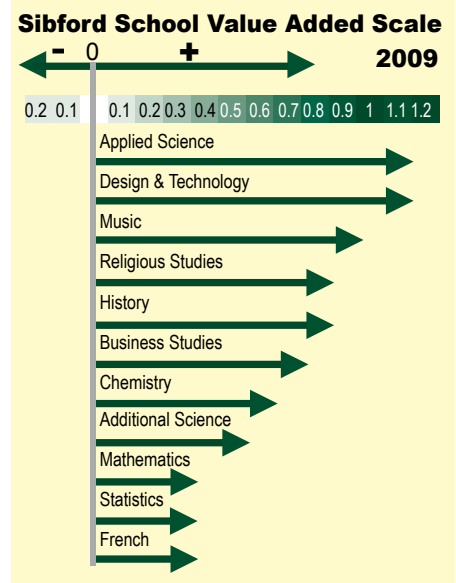 Sibford School Value Added Scale
- 0 + 2009
0.2 0.1 0.1 0.2 0.3 0.4 0.5 0.6 0.7 0.8 0.9 1 1.1 1.2
Applied Science
Design & Technology
Music
Religious Studies
History
Business Studies
Chemistry
Additional Science
Mathematics
Statistics
French